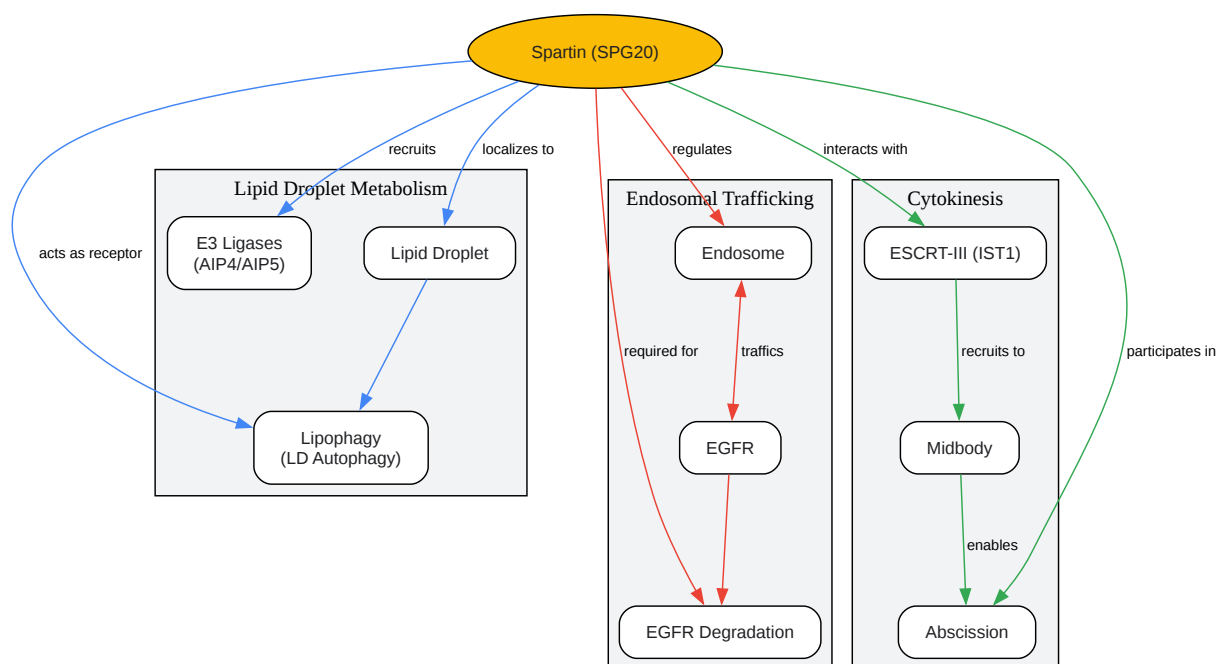 Spartin (SPG20)
recruits
localizes to
regulates
interacts with
Lipid Droplet Metabolism
Endosomal Trafficking
Cytokinesis
E3 Ligases
(AIP4/AIP5)
Lipid Droplet
Endosome
ESCRT-III (IST1)
acts as receptor
required for
traffics
recruits to
participates in
Lipophagy
(LD Autophagy)
EGFR
Midbody
enables
EGFR Degradation
Abscission